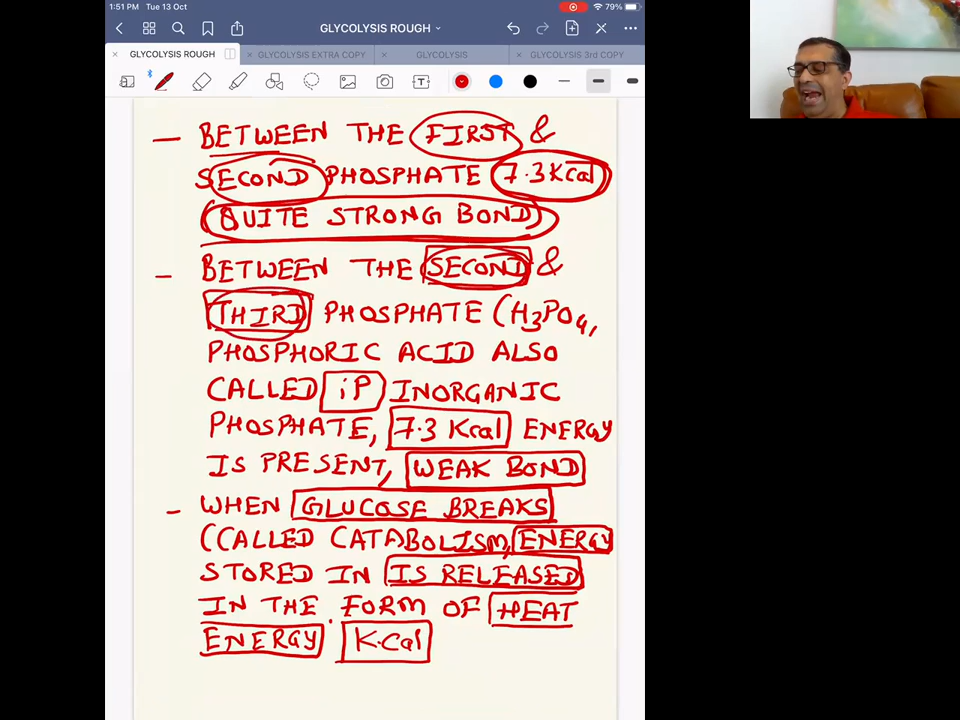 1:51 PM Tue 13 Oct
79%
GLYCOLYSIS ROUGH
GLYCOLYSIS ROUGH
GLYCOLYSIS EXTRA COPY
GLYCOLYSIS
GLYCOLYSIS 3rd COPY
T
— BETWEEN THE FIRST &
SECOND PHOSPHATE 7.3 Kcal
(QUITE STRONG BOND)
- BETWEEN THE SECOND &
THIRD PHOSPHATE (H3PO4,
PHOSPHORIC ACID ALSO
CALLED iP INORGANIC
PHOSPHATE, 7.3 Kcal ENERGY
IS PRESENT, WEAK BOND
- WHEN GLUCOSE BREAKS
(CALLED CATABOLISM, ENERGY
STORED IN IS RELEASED
IN THE FORM OF HEAT
ENERGY. K.Cal